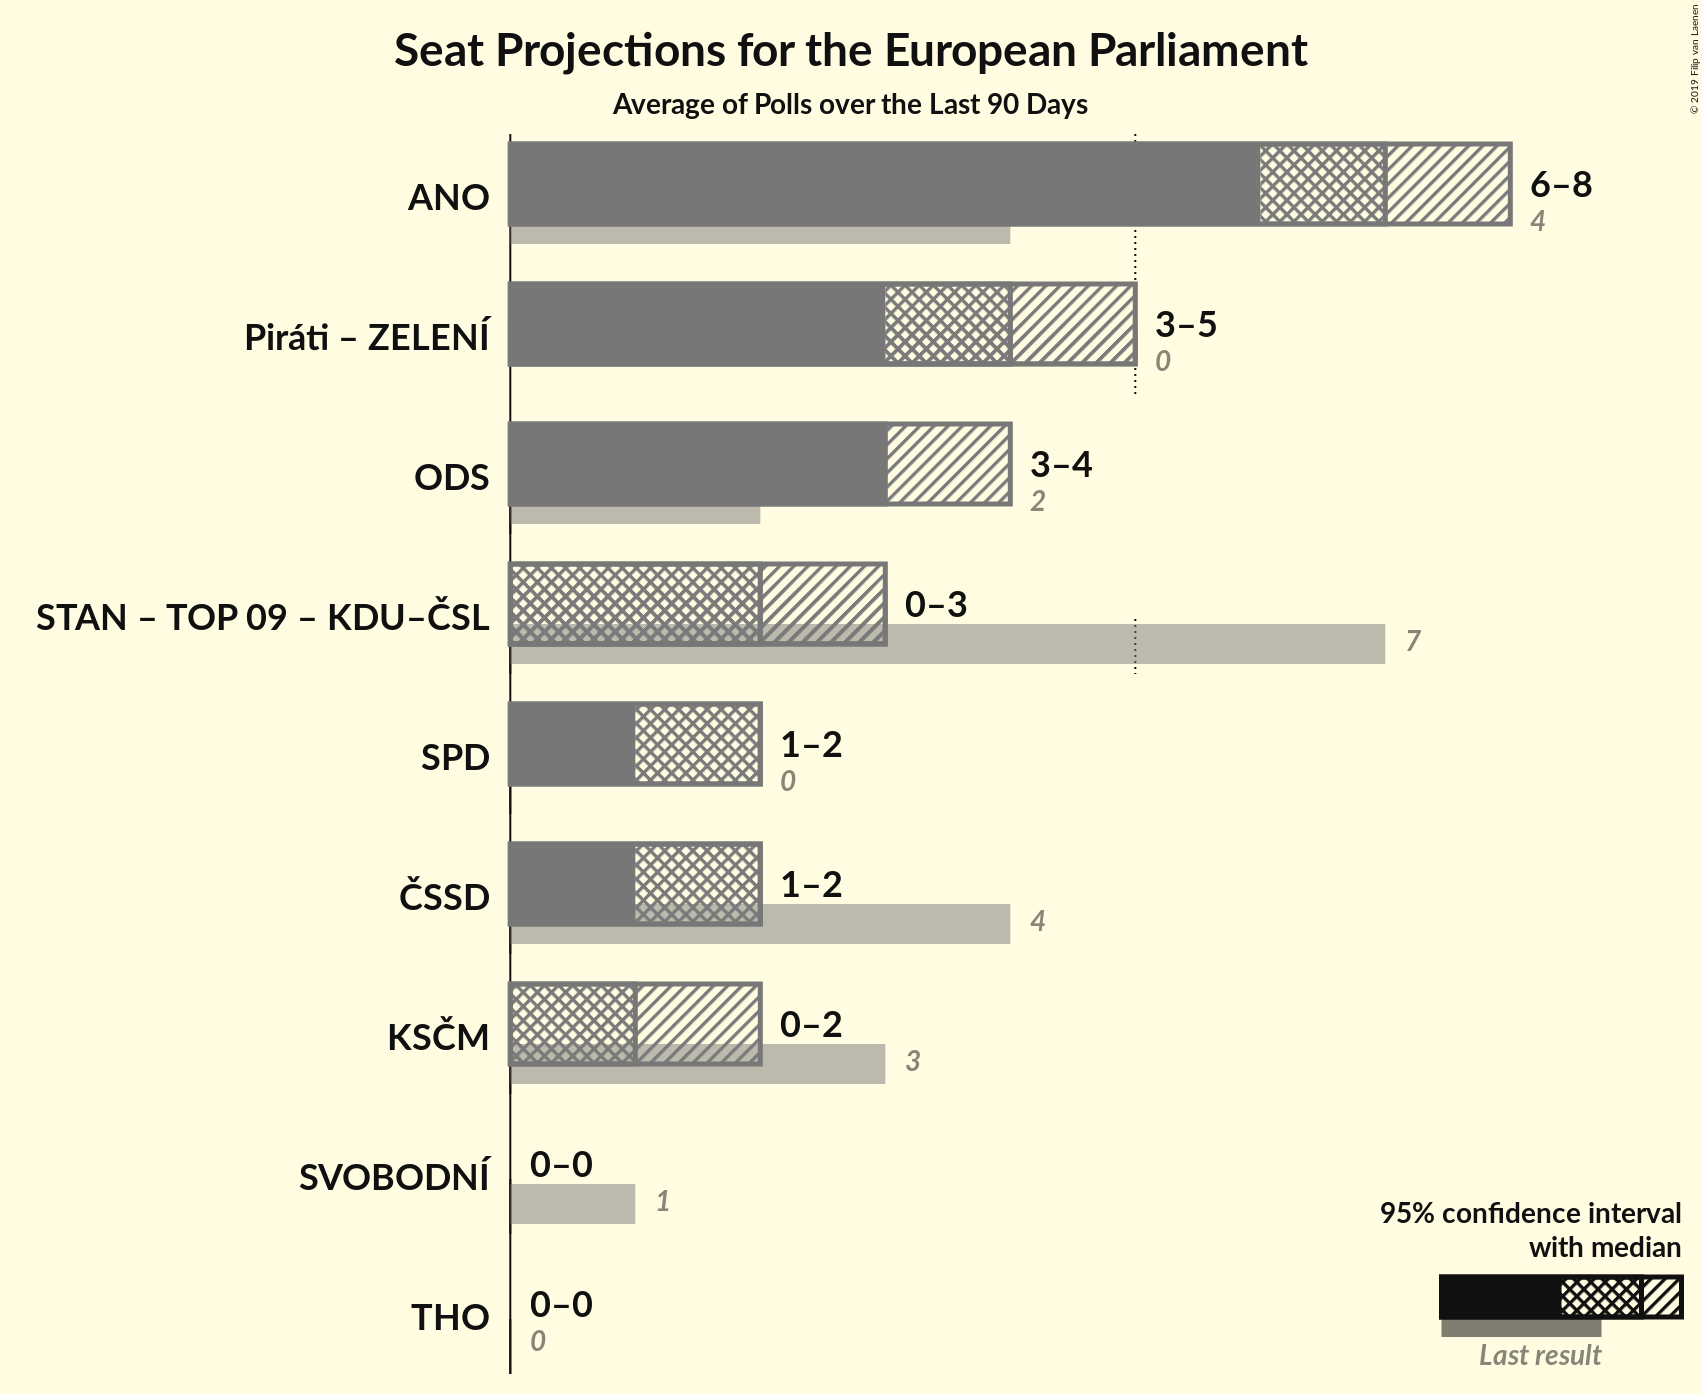 Seat Projections for the European Parliament
Average of Polls over the Last 90 Days
© 2019 Filip van Laenen
ANO
6–8
4
Piráti – ZELENÍ
3–5
0
ODS
3–4
2
STAN – TOP 09 – KDU–ČSL
0–3
7
SPD
1–2
0
ČSSD
1–2
4
KSČM
0–2
3
SVOBODNÍ
0–0
1
THO
0–0
0
95% confidence interval
with median
Last result